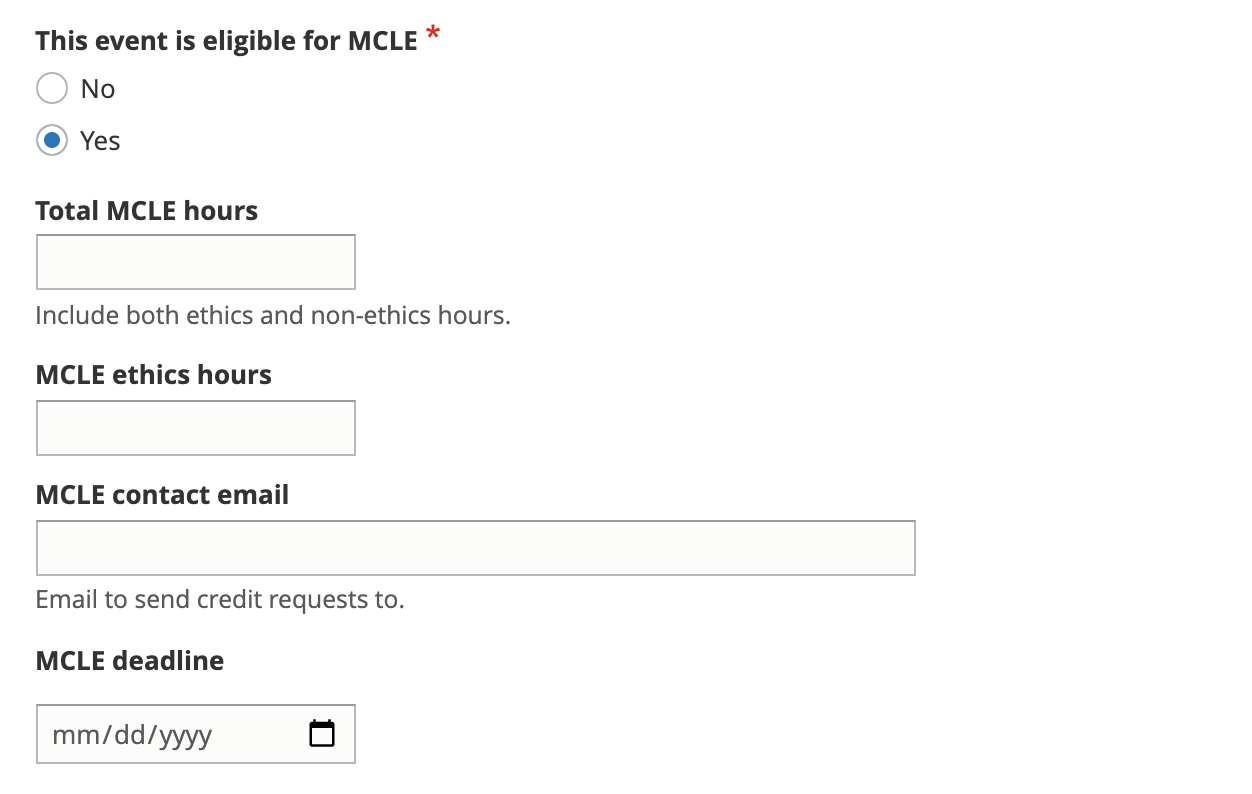 This event is eligible for MCLE *
No
Yes
Total MCLE hours
Include both ethics and non-ethics hours.
MCLE ethics hours
MCLE contact email
Email to send credit requests to.
MCLE deadline
mm/dd/yyyy